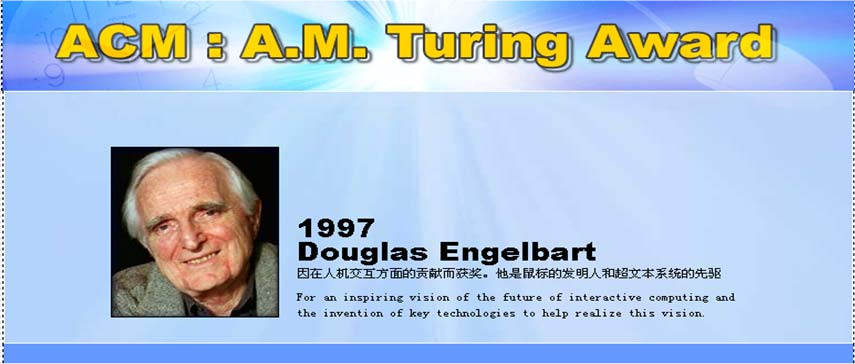 ACM : A.M. Turing Award
1997
Douglas Engelbart
因在人机交互方面的贡献而获奖。他是鼠标的发明人和超文本系统的先驱
For an inspiring vision of the future of interactive computing and
the invention of key technologies to help realize this vision.